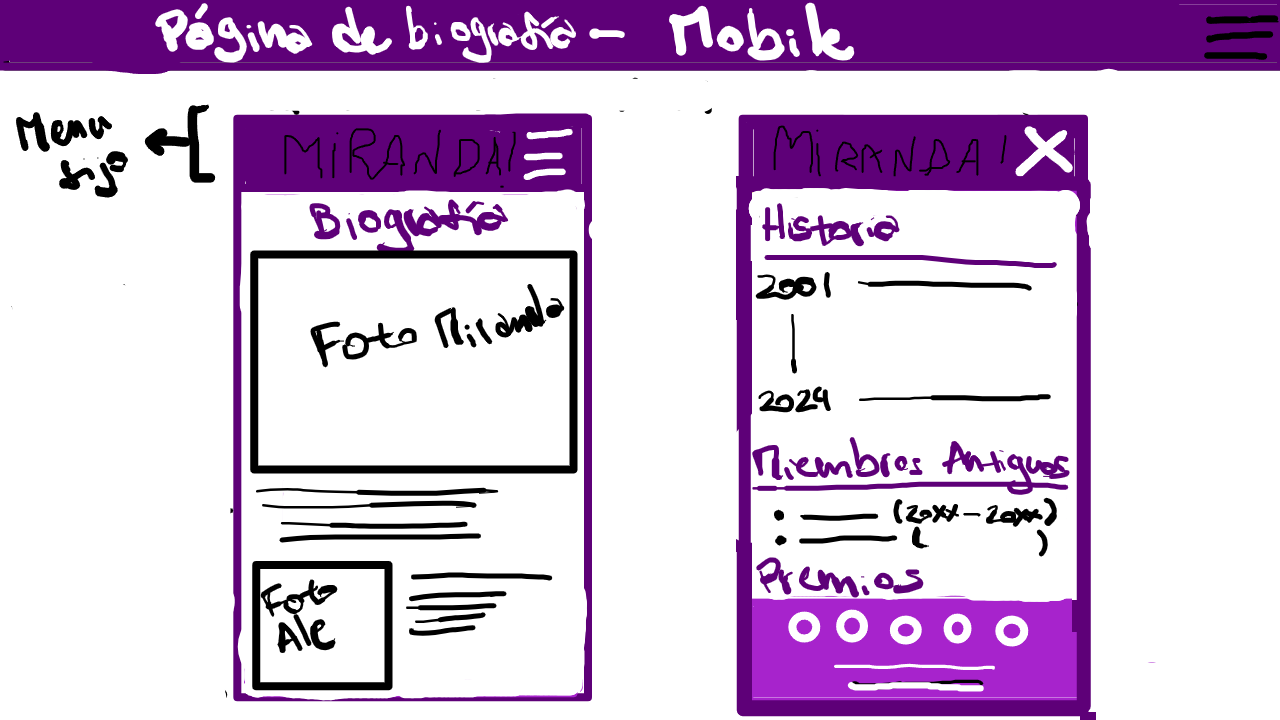 Página de biografía - Mobile
Menu
fijo
MiRANDA!
Biografía
Foto Miranda
Foto
Ale
MiRANDA!
Historia
2001
2024
Miembros Antiguos
(20xx - 20xx)
( )
Premios